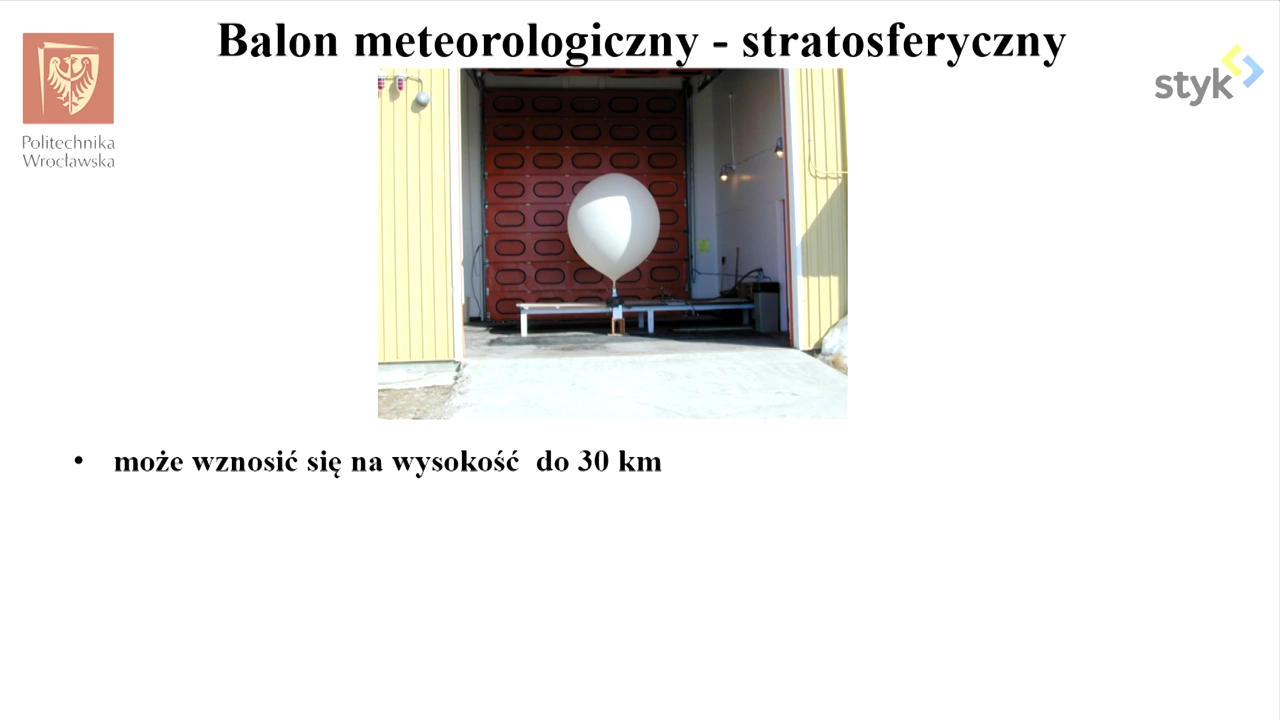 Balon meteorologiczny - stratosferyczny
Politechnika
Wrocławska
styk
• może wznosić się na wysokość do 30 km